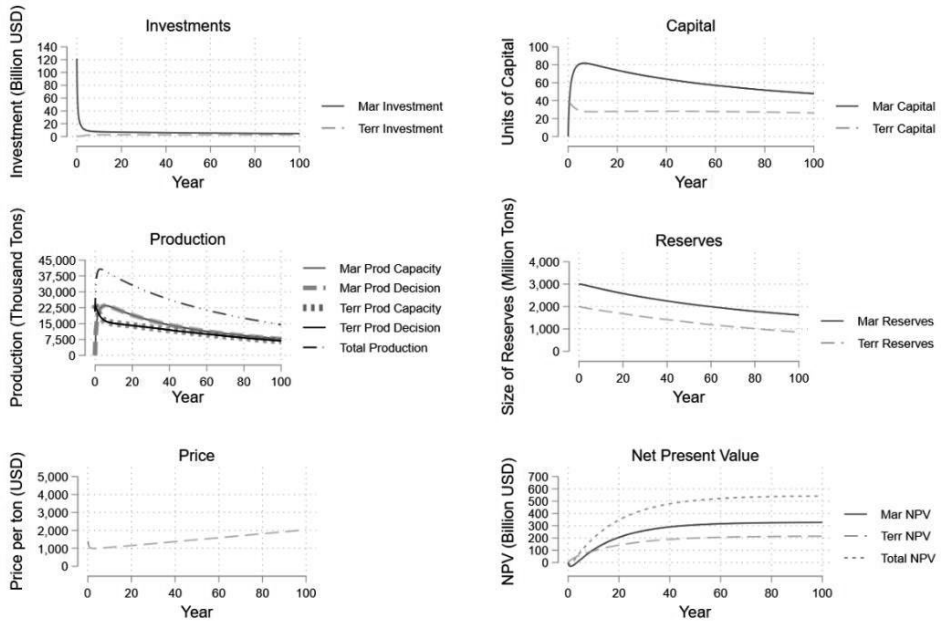 Investments
Investment (Billion USD)
140
120
100
80
60
40
20
0
0 20 40 60 80 100
Year
Mar Investment
Terr Investment
Capital
Units of Capital
100
80
60
40
20
0
0 20 40 60 80 100
Year
Mar Capital
Terr Capital
Production
Production (Thousand Tons)
45,000
37,500
30,000
22,500
15,000
7,500
0
0 20 40 60 80 100
Year
Mar Prod Capacity
Mar Prod Decision
Terr Prod Capacity
Terr Prod Decision
Total Production
Reserves
Size of Reserves (Million Tons)
4,000
3,000
2,000
1,000
0
0 20 40 60 80 100
Year
Mar Reserves
Terr Reserves
Price
Price per ton (USD)
5,000
4,000
3,000
2,000
1,000
0
0 20 40 60 80 100
Year
Net Present Value
NPV (Billion USD)
700
600
500
400
300
200
100
0
0 20 40 60 80 100
Year
Mar NPV
Terr NPV
Total NPV